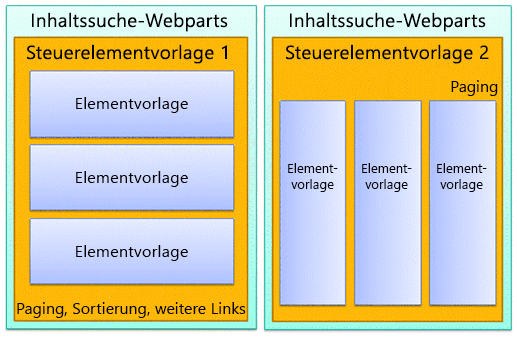 Inhaltssuche-Webparts
Steuerelementvorlage 1
Elementvorlage
Elementvorlage
Elementvorlage
Paging, Sortierung, weitere Links
Inhaltssuche-Webparts
Steuerelementvorlage 2
Paging
Element-
vorlage
Element-
vorlage
Element-
vorlage